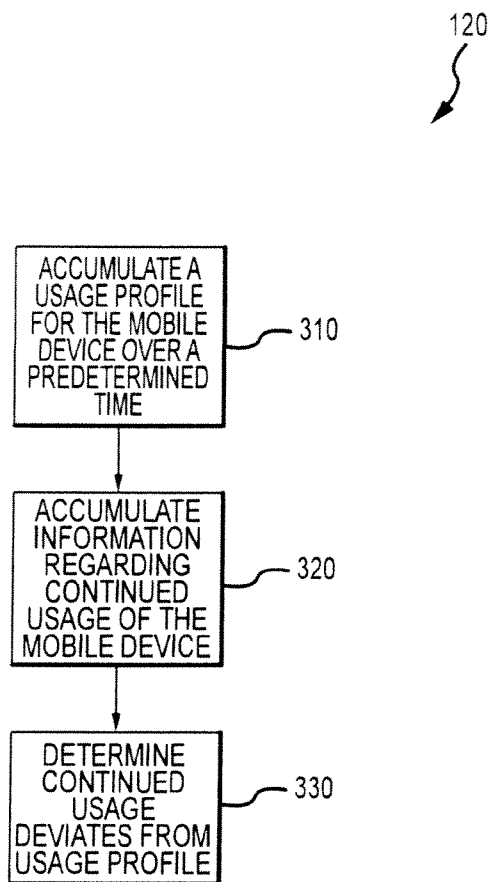 120
ACCUMULATE A
USAGE PROFILE
FOR THE MOBILE
DEVICE OVER A
PREDETERMINED
TIME
310
ACCUMULATE
INFORMATION
REGARDING
CONTINUED
USAGE OF THE
MOBILE DEVICE
320
DETERMINE
CONTINUED
USAGE
DEVIATES FROM
USAGE PROFILE
330